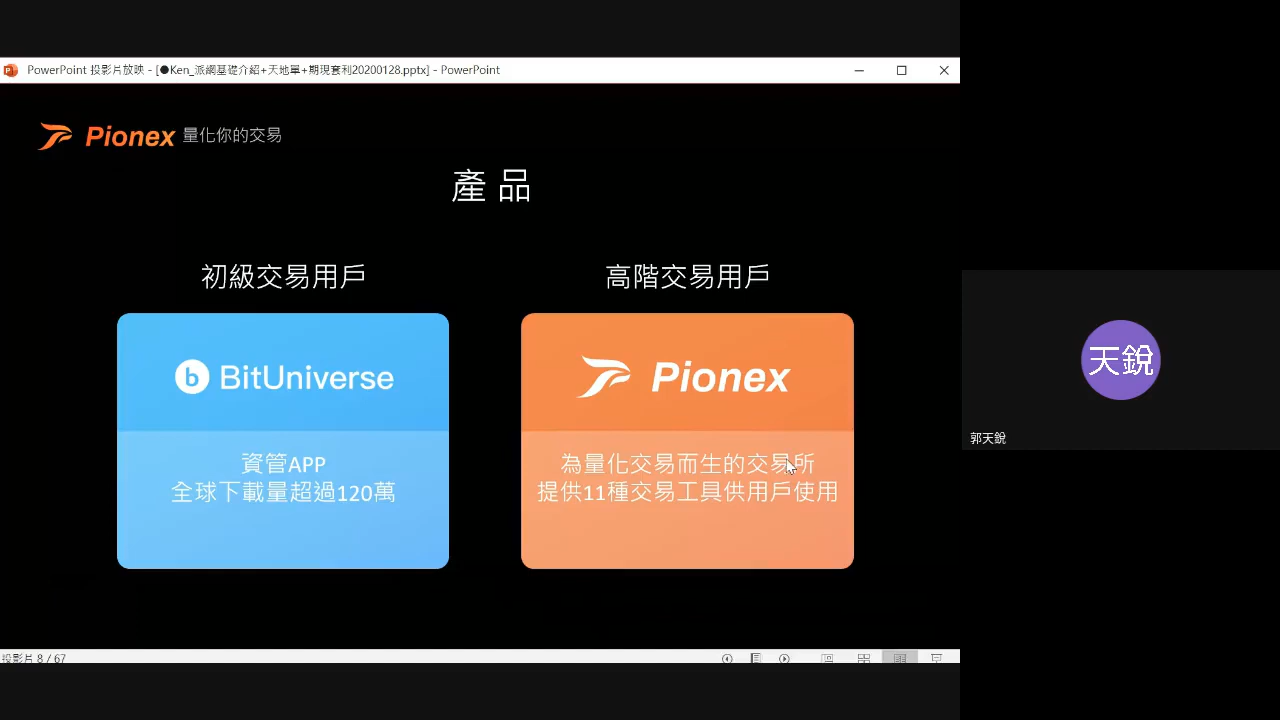 PowerPoint 投影片放映 - [●Ken_派網基礎介紹+天地單+期現套利20200128.pptx] - PowerPoint
Pionex 量化你的交易
產品
初級交易用戶
高階交易用戶
BitUniverse
Pionex
資管APP
全球下載量超過120萬
為量化交易而生的交易所
提供11種交易工具供用戶使用
天銳
郭天銳
投影片 8 / 67